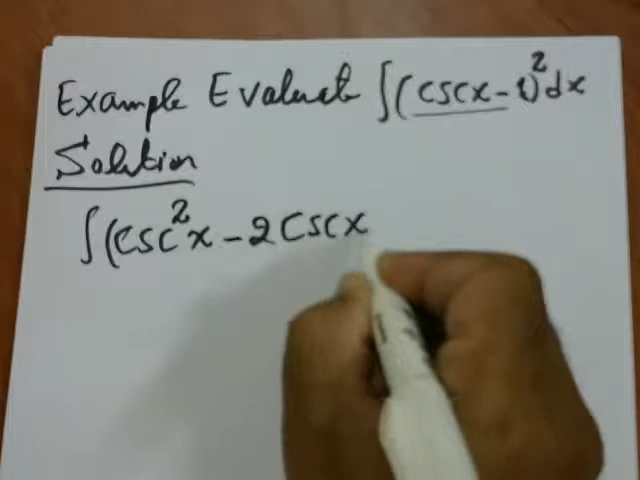 Example Evaluate ∫(cscx-1)²dx
Solution
∫(csc²x-2cscx